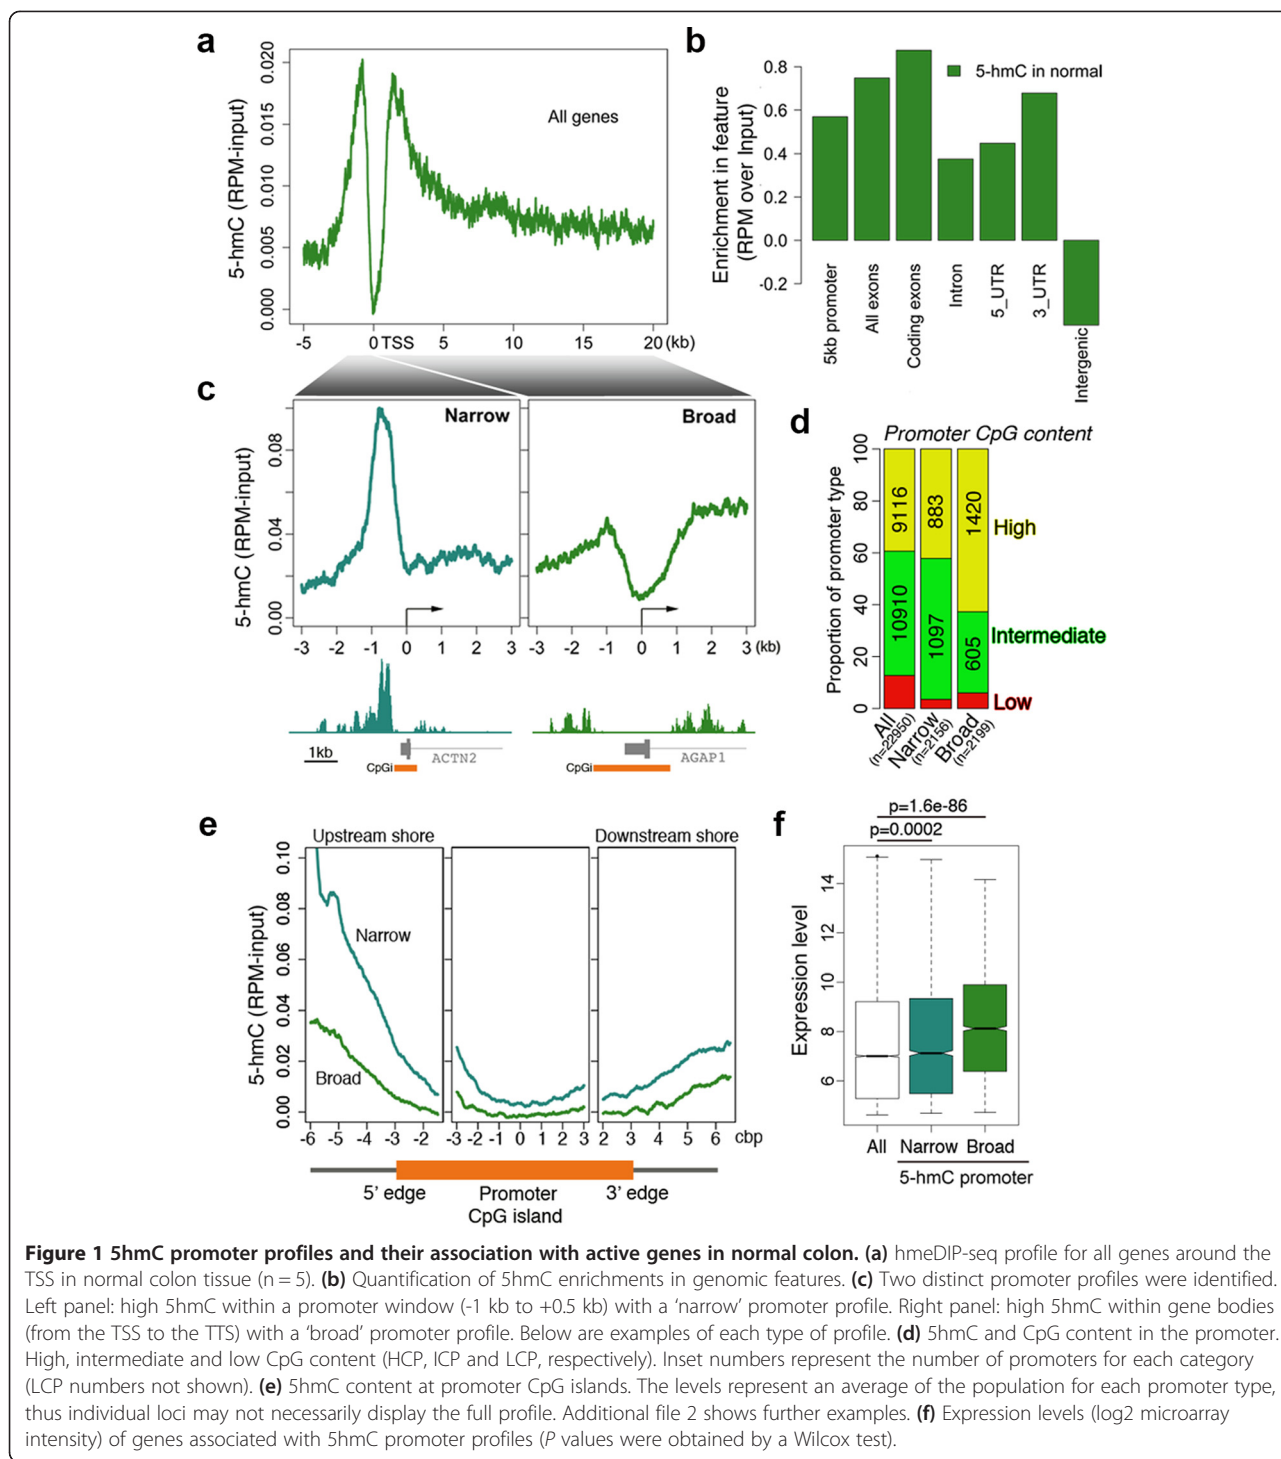 a
0.020
0.015
0.010
0.005
0.000
5-hmC (RPM-input)
All genes
-5 0 TSS 5 10 15 20 (kb)
b
0.8
0.6
0.4
0.2
0.0
-0.2
Enrichment in feature
(RPM over Input)
5-hmC in normal
5kb promoter
All exons
Coding exons
Intron
5_UTR
3_UTR
Intergenic
c
Narrow
Broad
0.08
0.04
0.00
5-hmC (RPM-input)
-3 -2 -1 0 1 2 3
-3 -2 -1 0 1 2 3 (kb)
1kb
ACTN2
CpGi
AGAP1
CpGi
d
Promoter CpG content
100
80
60
40
20
0
Proportion of promoter type
9116
883
1420
10910
1097
605
High
Intermediate
Low
All
(n=22950)
Narrow
(n=2156)
Broad
(n=2199)
e
Upstream shore
Downstream shore
0.10
0.08
0.06
0.04
0.02
0.00
5-hmC (RPM-input)
Narrow
Broad
-6 -5 -4 -3 -2
-3 -2 -1 0 1 2 3
2 3 4 5 6 cbp
5' edge
Promoter
CpG island
3' edge
f
p=1.6e-86
p=0.0002
14
12
10
8
6
Expression level
All Narrow Broad
5-hmC promoter
Figure 1 5hmC promoter profiles and their association with active genes in normal colon. (a) hmeDIP-seq profile for all genes around the
TSS in normal colon tissue (n = 5). (b) Quantification of 5hmC enrichments in genomic features. (c) Two distinct promoter profiles were identified.
Left panel: high 5hmC within a promoter window (-1 kb to +0.5 kb) with a 'narrow' promoter profile. Right panel: high 5hmC within gene bodies
(from the TSS to the TTS) with a 'broad' promoter profile. Below are examples of each type of profile. (d) 5hmC and CpG content in the promoter.
High, intermediate and low CpG content (HCP, ICP and LCP, respectively). Inset numbers represent the number of promoters for each category
(LCP numbers not shown). (e) 5hmC content at promoter CpG islands. The levels represent an average of the population for each promoter type,
thus individual loci may not necessarily display the full profile. Additional file 2 shows further examples. (f) Expression levels (log2 microarray
intensity) of genes associated with 5hmC promoter profiles (P values were obtained by a Wilcox test).